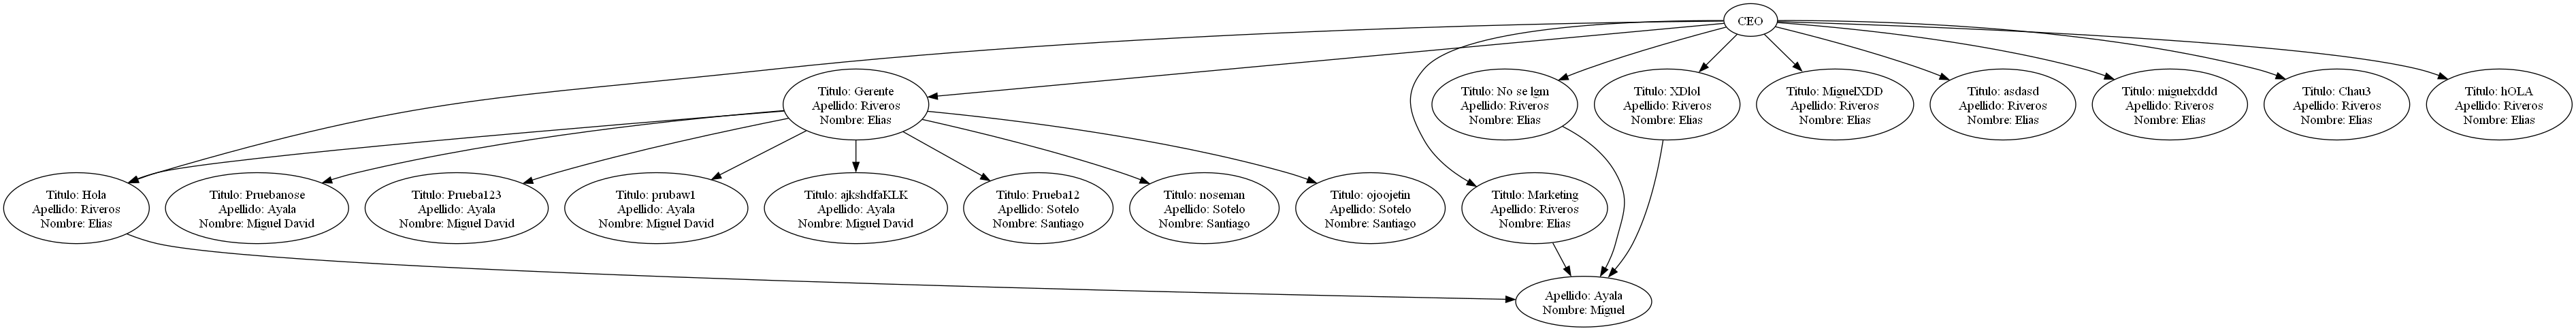 CEO
Titulo: Gerente
Apellido: Riveros
Nombre: Elias
Titulo: No se lgm
Apellido: Riveros
Nombre: Elias
Titulo: XDlol
Apellido: Riveros
Nombre: Elias
Titulo: MiguelXDD
Apellido: Riveros
Nombre: Elias
Titulo: asdasd
Apellido: Riveros
Nombre: Elias
Titulo: miguelxddd
Apellido: Riveros
Nombre: Elias
Titulo: Chau3
Apellido: Riveros
Nombre: Elias
Titulo: hOLA
Apellido: Riveros
Nombre: Elias
Titulo: Hola
Apellido: Riveros
Nombre: Elias
Titulo: Pruebanose
Apellido: Ayala
Nombre: Miguel David
Titulo: Prueba123
Apellido: Ayala
Nombre: Miguel David
Titulo: prubaw1
Apellido: Ayala
Nombre: Miguel David
Titulo: ajkshdfaKLK
Apellido: Ayala
Nombre: Miguel David
Titulo: Prueba12
Apellido: Sotelo
Nombre: Santiago
Titulo: noseman
Apellido: Sotelo
Nombre: Santiago
Titulo: ojoojetin
Apellido: Sotelo
Nombre: Santiago
Titulo: Marketing
Apellido: Riveros
Nombre: Elias
Apellido: Ayala
Nombre: Miguel